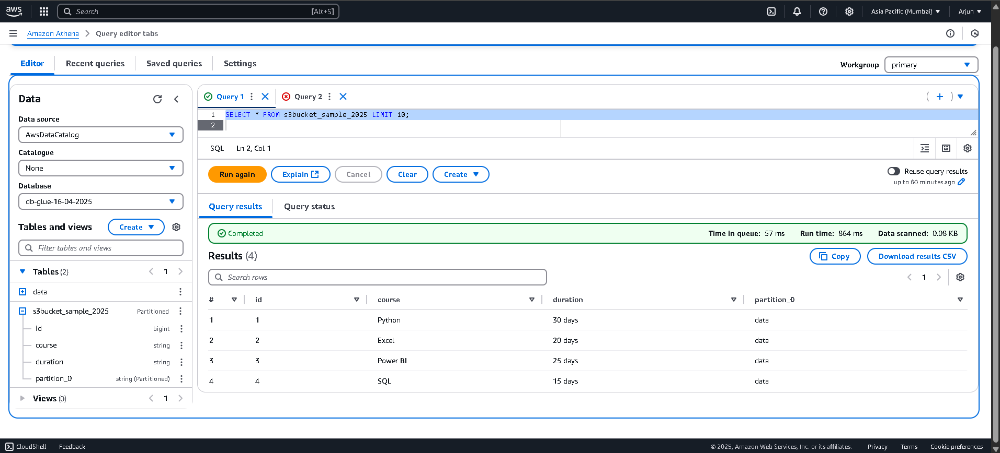 aws
Search [Alt+S]
Asia Pacific (Mumbai) Arjun
Amazon Athena Query editor tabs
Editor Recent queries Saved queries Settings
Workgroup primary
Data
Data source
AwsDataCatalog
Catalogue
None
Database
db-glue-16-04-2025
Tables and views Create
Filter tables and views
Tables (2) 1
data
s3bucket_sample_2025 Partitioned
id bigint
course string
duration string
partition_0 string (Partitioned)
Views (0) 1
Query 1 Query 2
1 SELECT * FROM s3bucket_sample_2025 LIMIT 10;
2
SQL Ln 2, Col 1
Run again Explain Cancel Clear Create
Reuse query results
up to 60 minutes ago
Query results Query status
Completed Time in queue: 57 ms Run time: 864 ms Data scanned: 0.08 KB
Results (4) Copy Download results CSV
Search rows 1
# id course duration partition_0
1 1 Python 30 days data
2 2 Excel 20 days data
3 3 Power BI 25 days data
4 4 SQL 15 days data
CloudShell Feedback © 2025, Amazon Web Services, Inc. or its affiliates. Privacy Terms Cookie preferences